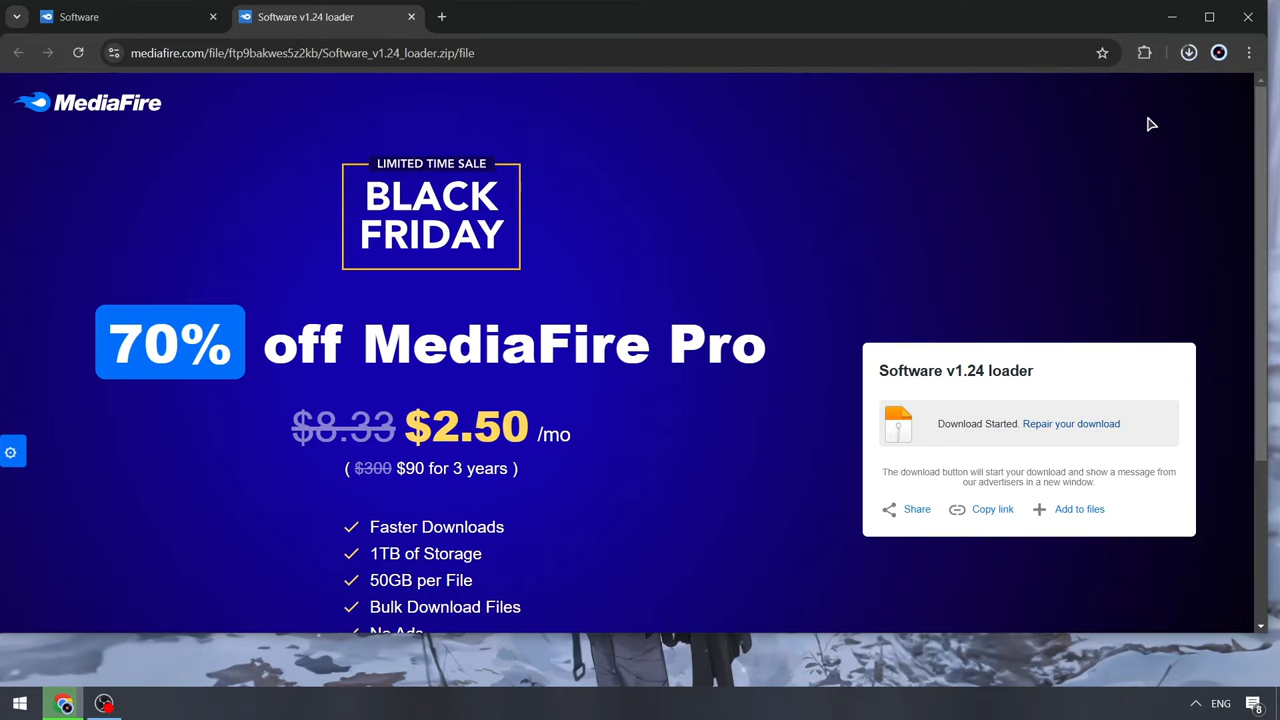 Software
Software v1.24 loader
mediafire.com/file/ftp9bakwes5z2kb/Software_v1.24_loader.zip/file
MediaFire
LIMITED TIME SALE
BLACK
FRIDAY
70% off MediaFire Pro
$8.33 $2.50 /mo
( $300 $90 for 3 years )
Faster Downloads
1TB of Storage
50GB per File
Bulk Download Files
No Ads
Software v1.24 loader
Download Started. Repair your download
The download button will start your download and show a message from
our advertisers in a new window.
Share Copy link Add to files
ENG
8